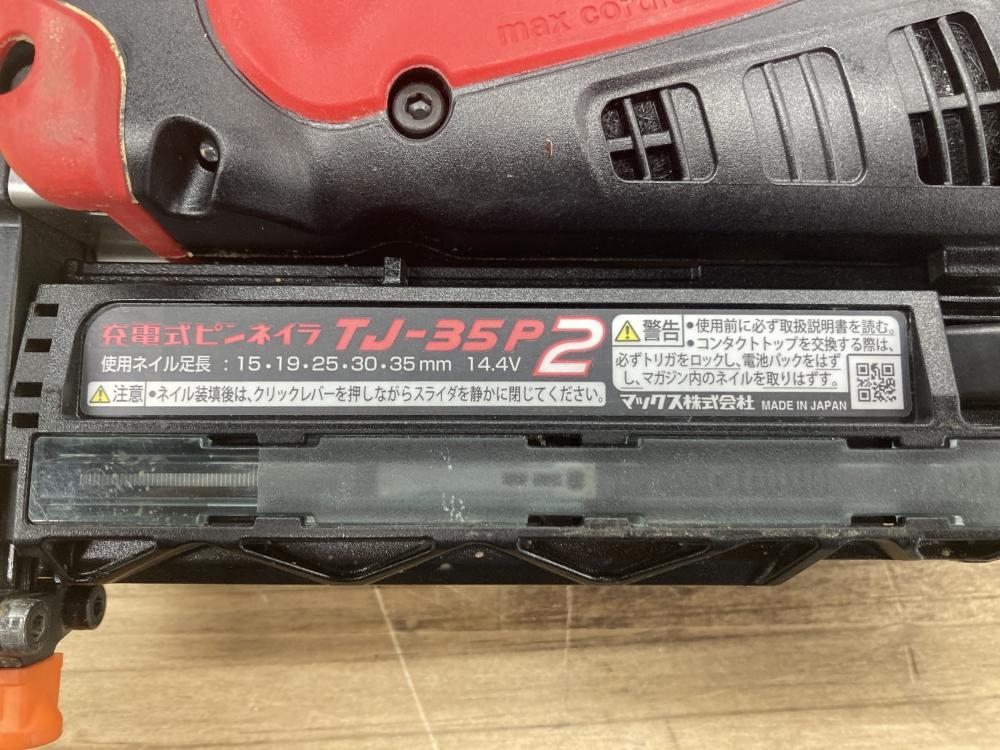 max cordle
充電式ピンネイラ TJ-35P2
使用ネイル足長 : 15・19・25・30・35mm 14.4V
⚠注意 •ネイル装填後は、クリックレバーを押しながらスライダを静かに閉じてください。
⚠警告 •使用前に必ず取扱説明書を読む。
•コンタクトトップを交換する際は、
必ずトリガをロックし、電池パックをはず
し、マガジン内のネイルを取りはずす。
マックス株式会社 MADE IN JAPAN